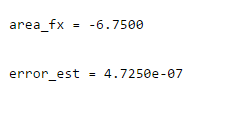 area_fx = -6.7500
error_est = 4.7250e-07